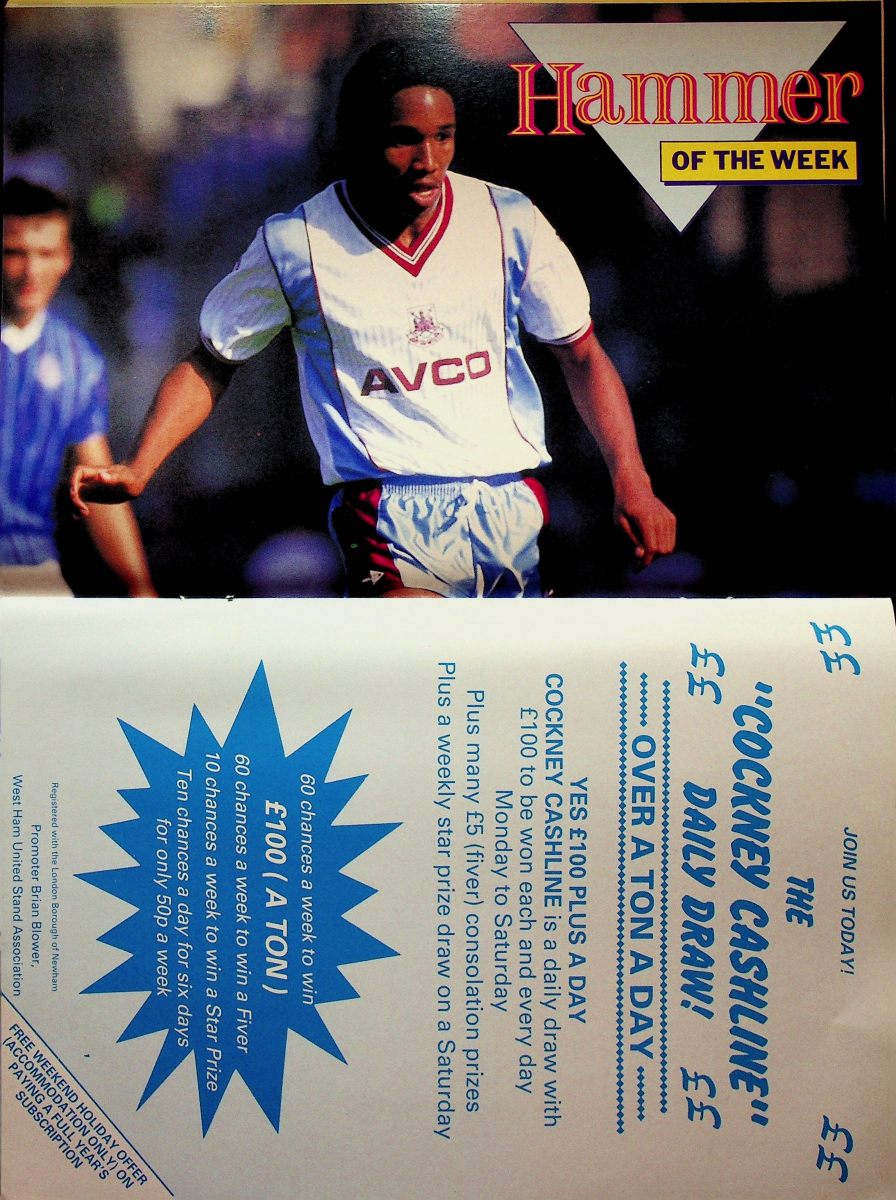 Hammer
OF THE WEEK
AVCO
JOIN US TODAY!
££ ££
THE
"COCKNEY CASHLINE"
££ DAILY DRAW! ££
OVER A TON A DAY
YES £100 PLUS A DAY
COCKNEY CASHLINE is a daily draw with
£100 to be won each and every day
Monday to Saturday
Plus many £5 (fiver) consolation prizes
Plus a weekly star prize draw on a Saturday
60 chances a week to win
£100 ( A TON )
60 chances a week to win a Fiver
10 chances a week to win a Star Prize
Ten chances a day for six days
for only 50p a week
Registered with the London Borough of Newham
Promoter Brian Blower,
West Ham United Stand Association
FREE WEEKEND HOLIDAY OFFER
(ACCOMMODATION ONLY) ON
PAYING A FULL YEAR'S
SUBSCRIPTION